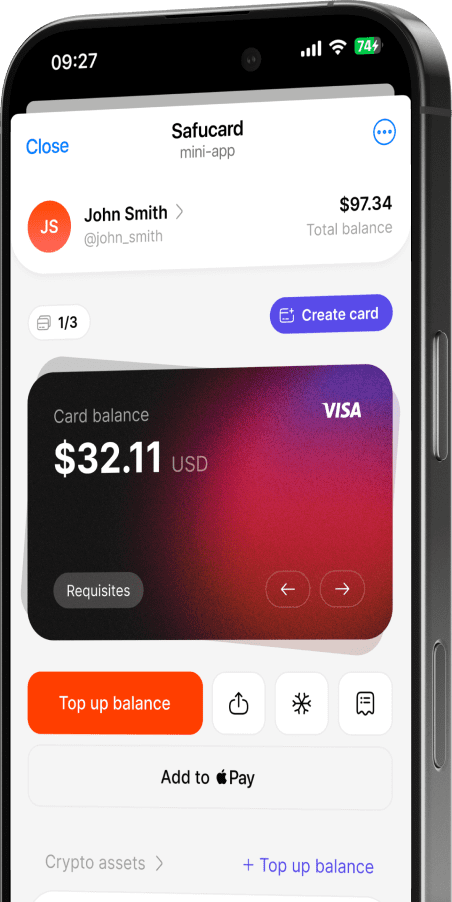 09:27
74
Close
Safucard
mini-app
JS
John Smith
@john_smith
$97.34
Total balance
1/3
Create card
Card balance
VISA
$32.11 USD
Requisites
Top up balance
Add to Pay
Crypto assets
+ Top up balance